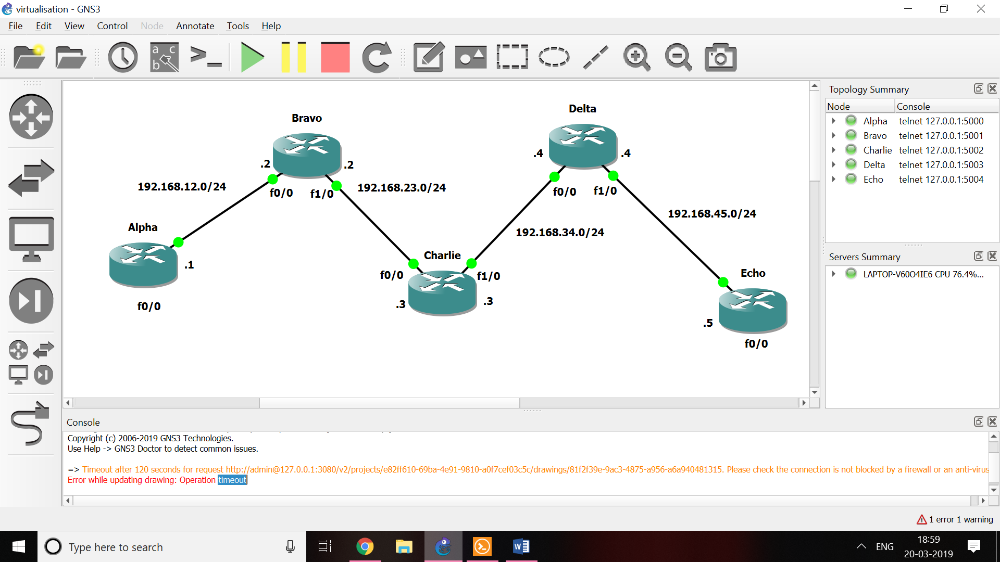 virtualisation - GNS3
File Edit View Control Node Annotate Tools Help
a c
b
Bravo
.2
.2
192.168.12.0/24
f0/0
f1/0
192.168.23.0/24
Alpha
.1
f0/0
Delta
.4
.4
f0/0
f1/0
192.168.45.0/24
192.168.34.0/24
Charlie
f0/0
f1/0
.3
.3
Echo
.5
f0/0
Topology Summary
Node Console
Alpha telnet 127.0.0.1:5000
Bravo telnet 127.0.0.1:5001
Charlie telnet 127.0.0.1:5002
Delta telnet 127.0.0.1:5003
Echo telnet 127.0.0.1:5004
Servers Summary
LAPTOP-V60O4IE6 CPU 76.4%...
Console
Copyright (c) 2006-2019 GNS3 Technologies.
Use Help -> GNS3 Doctor to detect common issues.
=> Timeout after 120 seconds for request http://admin@127.0.0.1:3080/v2/projects/e82ff610-69ba-4e91-9810-a0f7cef03c5c/drawings/81f2f39e-9ac3-4875-a956-a6a940481315. Please check the connection is not blocked by a firewall or an anti-virus
Error while updating drawing: Operation timeout
1 error 1 warning
Type here to search
ENG
18:59
20-03-2019